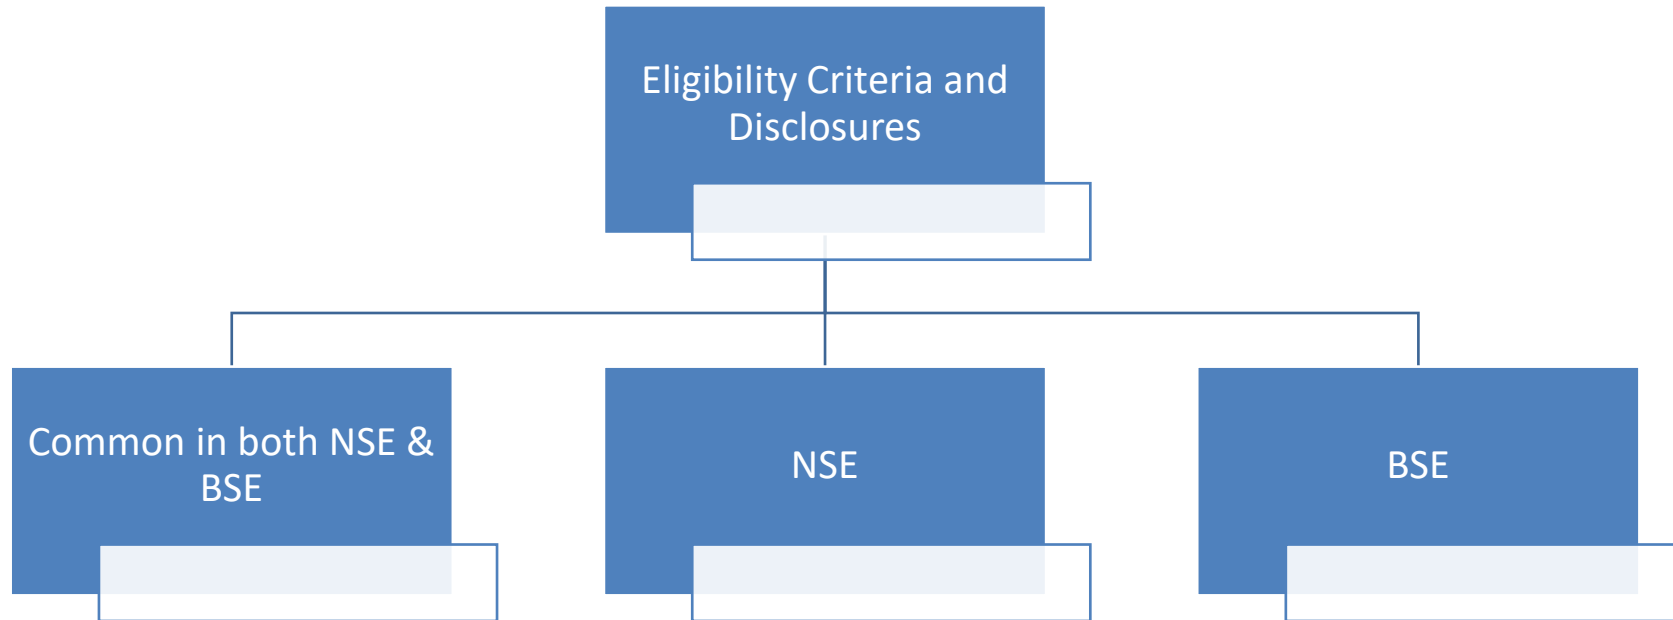 Eligibility Criteria and
Disclosures
Common in both NSE &
BSE
NSE
BSE